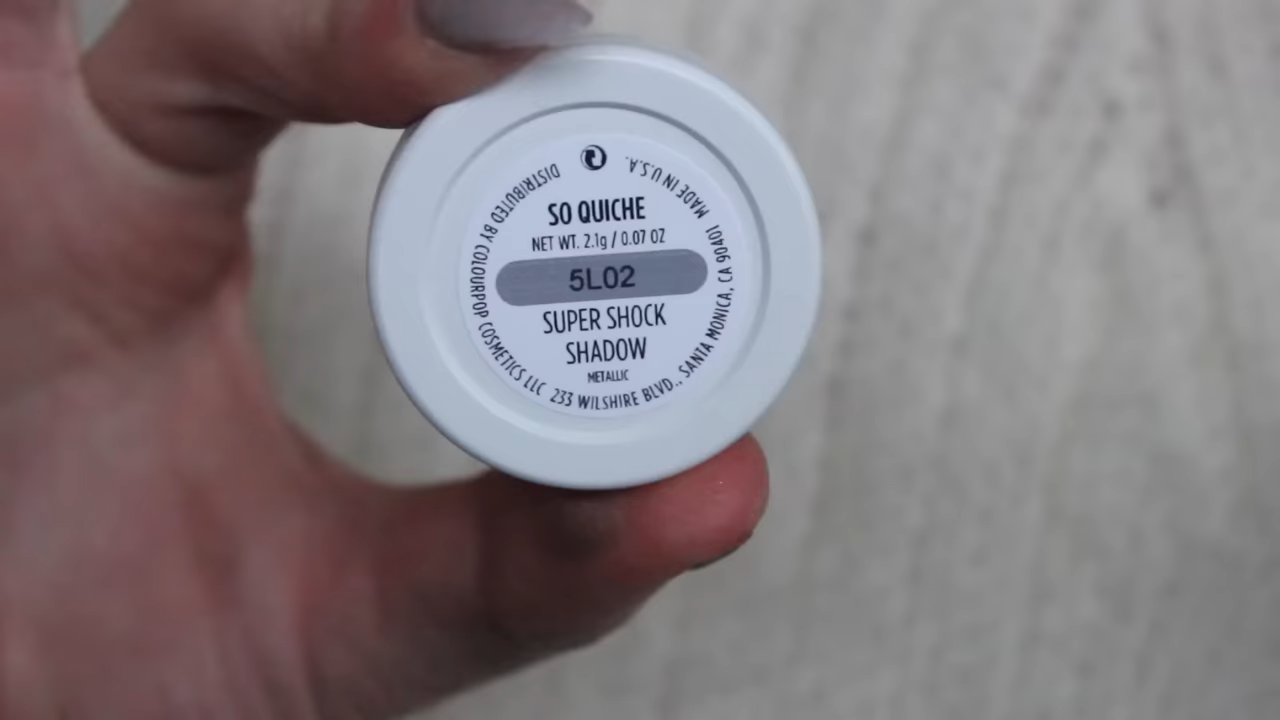 SO QUICHE
NET WT. 2.1g / 0.07 OZ
5L02
SUPER SHOCK
SHADOW
METALLIC
DISTRIBUTED BY COLOURPOP COSMETICS LLC 233 WILSHIRE BLVD., SANTA MONICA, CA 90401 MADE IN U.S.A.